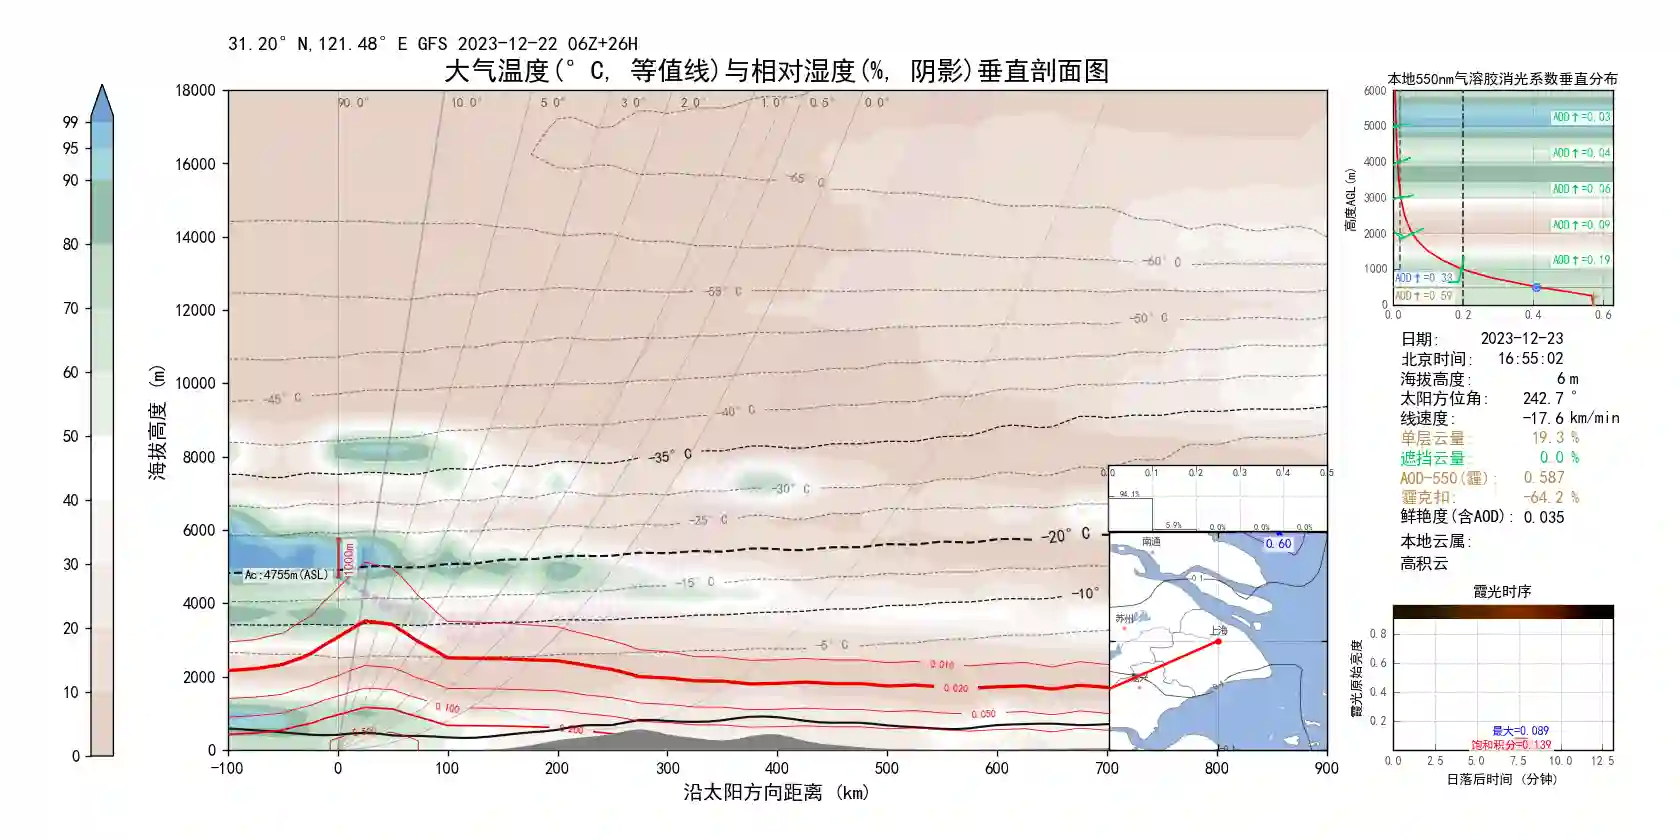 31.20° N,121.48° E GFS 2023-12-22 06Z+26H
大气温度(° C, 等值线)与相对湿度(%, 阴影)垂直剖面图
99
95
90
80
70
60
50
40
30
20
10
0
海拔高度 (m)
18000
16000
14000
12000
10000
8000
6000
4000
2000
0
90.0° 10.0° 5.0° 3.0° 2.0 1.0° 0.5° 0.0°
-65 °C
-60° C
-55° C
-50° C
-45° C
-40° C
-35° C
-30° C
-25° C
-20° C
-15° C
-10°
-5° C
Ac:4755m(ASL)
1100m
0.010
0.020
0.050
0.100
0.200
0.500
-100 0 100 200 300 400 500 600 700 800 900
沿太阳方向距离 (km)
0.0 0.1 0.2 0.3 0.4 0.5
94.1%
5.9% 0.0% 0.0% 0.0%
0.60
南通
0.1
苏州
上海
本地550nm气溶胶消光系数垂直分布
高度AGL(m)
6000
5000
4000
3000
2000
1000
0
AOD↑=0.03
AOD↑=0.04
AOD↑=0.06
AOD↑=0.09
AOD↑=0.19
AOD↑=0.33
AOD↑=0.59
0.0 0.2 0.4 0.6
日期: 2023-12-23
北京时间: 16:55:02
海拔高度: 6 m
太阳方位角: 242.7 °
线速度: -17.6 km/min
单层云量: 19.3 %
遮挡云量: 0.0 %
AOD-550(霾): 0.587
霾克扣: -64.2 %
鲜艳度(含AOD): 0.035
本地云属:
高积云
霞光时序
霞光原始亮度
0.8
0.6
0.4
0.2
最大=0.089
饱和积分=0.139
0.0 2.5 5.0 7.5 10.0 12.5
日落后时间 (分钟)